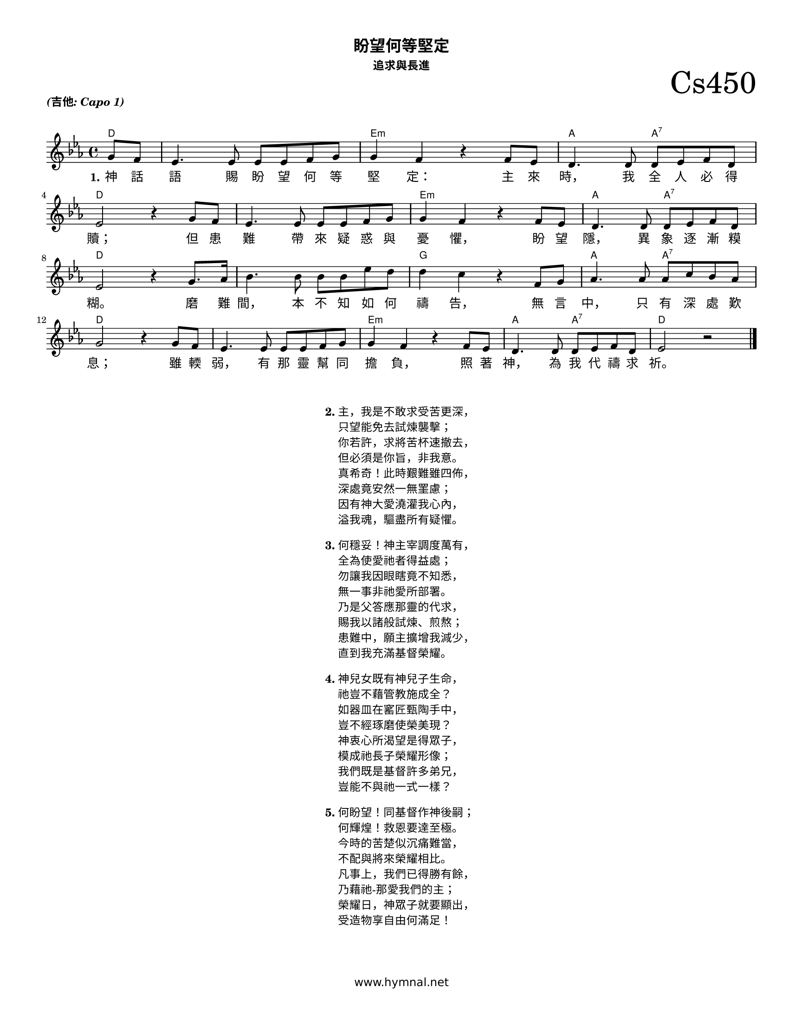 盼望何等堅定
追求與長進
Cs450
(吉他: Capo 1)
D Em A A7
1. 神 話 語 賜 盼 望 何 等 堅 定： 主 來 時， 我 全 人 必 得
4 D Em A A7
贖； 但 患 難 帶 來 疑 惑 與 憂 懼， 盼 望 隱， 異 象 逐 漸 糢
8 D G A A7
糊。 磨 難 間， 本 不 知 如 何 禱 告， 無 言 中， 只 有 深 處 歎
12 D Em A A7 D
息； 雖 輭 弱， 有 那 靈 幫 同 擔 負， 照 著 神， 為 我 代 禱 求 祈。
2. 主，我是不敢求受苦更深，
只望能免去試煉襲擊；
你若許，求將苦杯速撤去，
但必須是你旨，非我意。
真希奇！此時艱難雖四佈，
深處竟安然一無罣慮；
因有神大愛澆灌我心內，
溢我魂，驅盡所有疑懼。
3. 何穩妥！神主宰調度萬有，
全為使愛祂者得益處；
勿讓我因眼瞎竟不知悉，
無一事非祂愛所部署。
乃是父答應那靈的代求，
賜我以諸般試煉、煎熬；
患難中，願主擴增我減少，
直到我充滿基督榮耀。
4. 神兒女既有神兒子生命，
祂豈不藉管教施成全？
如器皿在窰匠甄陶手中，
豈不經琢磨使榮美現？
神衷心所渴望是得眾子，
模成祂長子榮耀形像；
我們既是基督許多弟兄，
豈能不與祂一式一樣？
5. 何盼望！同基督作神後嗣；
何輝煌！救恩要達至極。
今時的苦楚似沉痛難當，
不配與將來榮耀相比。
凡事上，我們已得勝有餘，
乃藉祂-那愛我們的主；
榮耀日，神眾子就要顯出，
受造物享自由何滿足！
www.hymnal.net